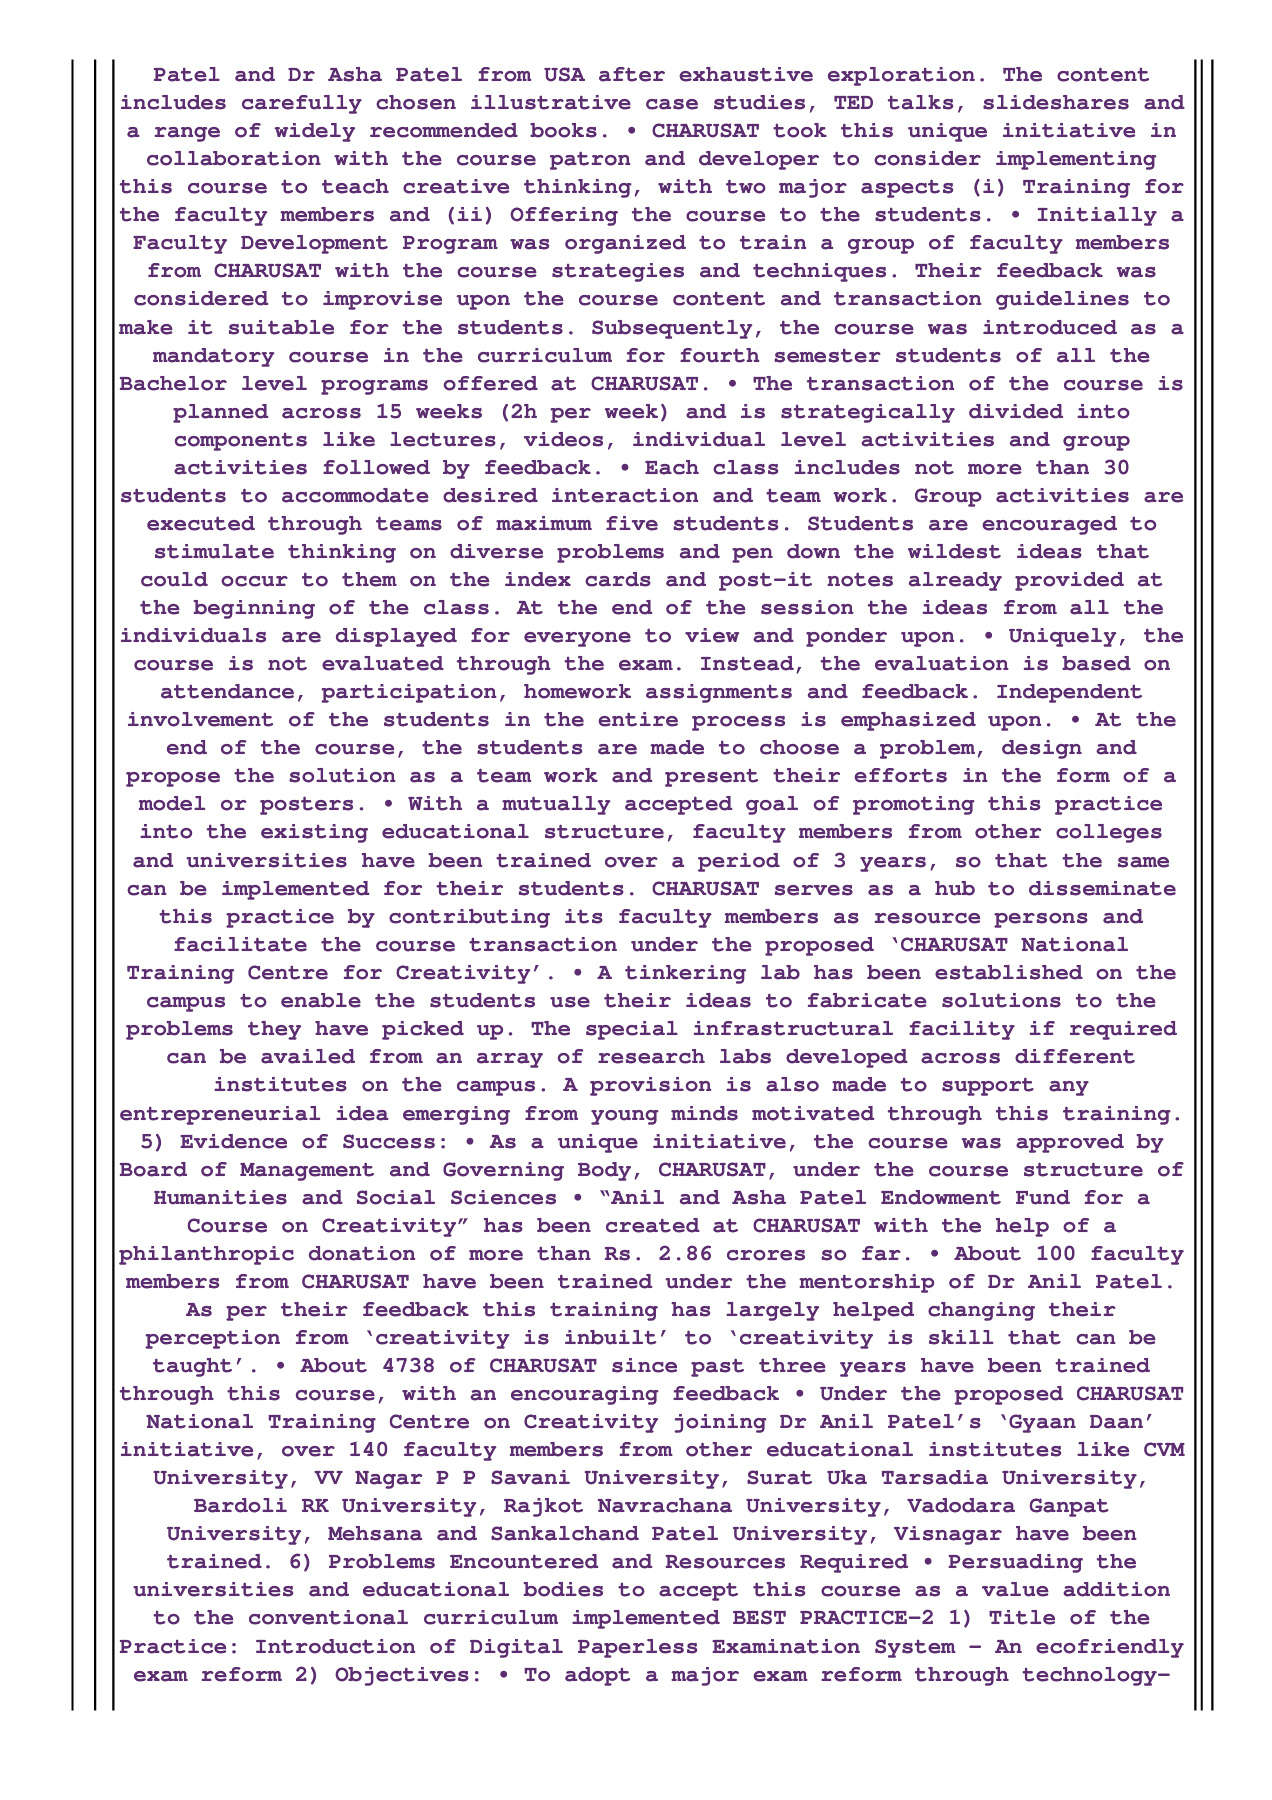 Patel and Dr Asha Patel from USA after exhaustive exploration. The content
includes carefully chosen illustrative case studies, TED talks, slideshares and
a range of widely recommended books. • CHARUSAT took this unique initiative in
collaboration with the course patron and developer to consider implementing
this course to teach creative thinking, with two major aspects (i) Training for
the faculty members and (ii) Offering the course to the students. • Initially a
Faculty Development Program was organized to train a group of faculty members
from CHARUSAT with the course strategies and techniques. Their feedback was
considered to improvise upon the course content and transaction guidelines to
make it suitable for the students. Subsequently, the course was introduced as a
mandatory course in the curriculum for fourth semester students of all the
Bachelor level programs offered at CHARUSAT. • The transaction of the course is
planned across 15 weeks (2h per week) and is strategically divided into
components like lectures, videos, individual level activities and group
activities followed by feedback. • Each class includes not more than 30
students to accommodate desired interaction and team work. Group activities are
executed through teams of maximum five students. Students are encouraged to
stimulate thinking on diverse problems and pen down the wildest ideas that
could occur to them on the index cards and post-it notes already provided at
the beginning of the class. At the end of the session the ideas from all the
individuals are displayed for everyone to view and ponder upon. • Uniquely, the
course is not evaluated through the exam. Instead, the evaluation is based on
attendance, participation, homework assignments and feedback. Independent
involvement of the students in the entire process is emphasized upon. • At the
end of the course, the students are made to choose a problem, design and
propose the solution as a team work and present their efforts in the form of a
model or posters. • With a mutually accepted goal of promoting this practice
into the existing educational structure, faculty members from other colleges
and universities have been trained over a period of 3 years, so that the same
can be implemented for their students. CHARUSAT serves as a hub to disseminate
this practice by contributing its faculty members as resource persons and
facilitate the course transaction under the proposed ‘CHARUSAT National
Training Centre for Creativity’. • A tinkering lab has been established on the
campus to enable the students use their ideas to fabricate solutions to the
problems they have picked up. The special infrastructural facility if required
can be availed from an array of research labs developed across different
institutes on the campus. A provision is also made to support any
entrepreneurial idea emerging from young minds motivated through this training.
5) Evidence of Success: • As a unique initiative, the course was approved by
Board of Management and Governing Body, CHARUSAT, under the course structure of
Humanities and Social Sciences • “Anil and Asha Patel Endowment Fund for a
Course on Creativity” has been created at CHARUSAT with the help of a
philanthropic donation of more than Rs. 2.86 crores so far. • About 100 faculty
members from CHARUSAT have been trained under the mentorship of Dr Anil Patel.
As per their feedback this training has largely helped changing their
perception from ‘creativity is inbuilt’ to ‘creativity is skill that can be
taught’. • About 4738 of CHARUSAT since past three years have been trained
through this course, with an encouraging feedback • Under the proposed CHARUSAT
National Training Centre on Creativity joining Dr Anil Patel’s ‘Gyaan Daan’
initiative, over 140 faculty members from other educational institutes like CVM
University, VV Nagar P P Savani University, Surat Uka Tarsadia University,
Bardoli RK University, Rajkot Navrachana University, Vadodara Ganpat
University, Mehsana and Sankalchand Patel University, Visnagar have been
trained. 6) Problems Encountered and Resources Required • Persuading the
universities and educational bodies to accept this course as a value addition
to the conventional curriculum implemented BEST PRACTICE-2 1) Title of the
Practice: Introduction of Digital Paperless Examination System – An ecofriendly
exam reform 2) Objectives: • To adopt a major exam reform through technology-